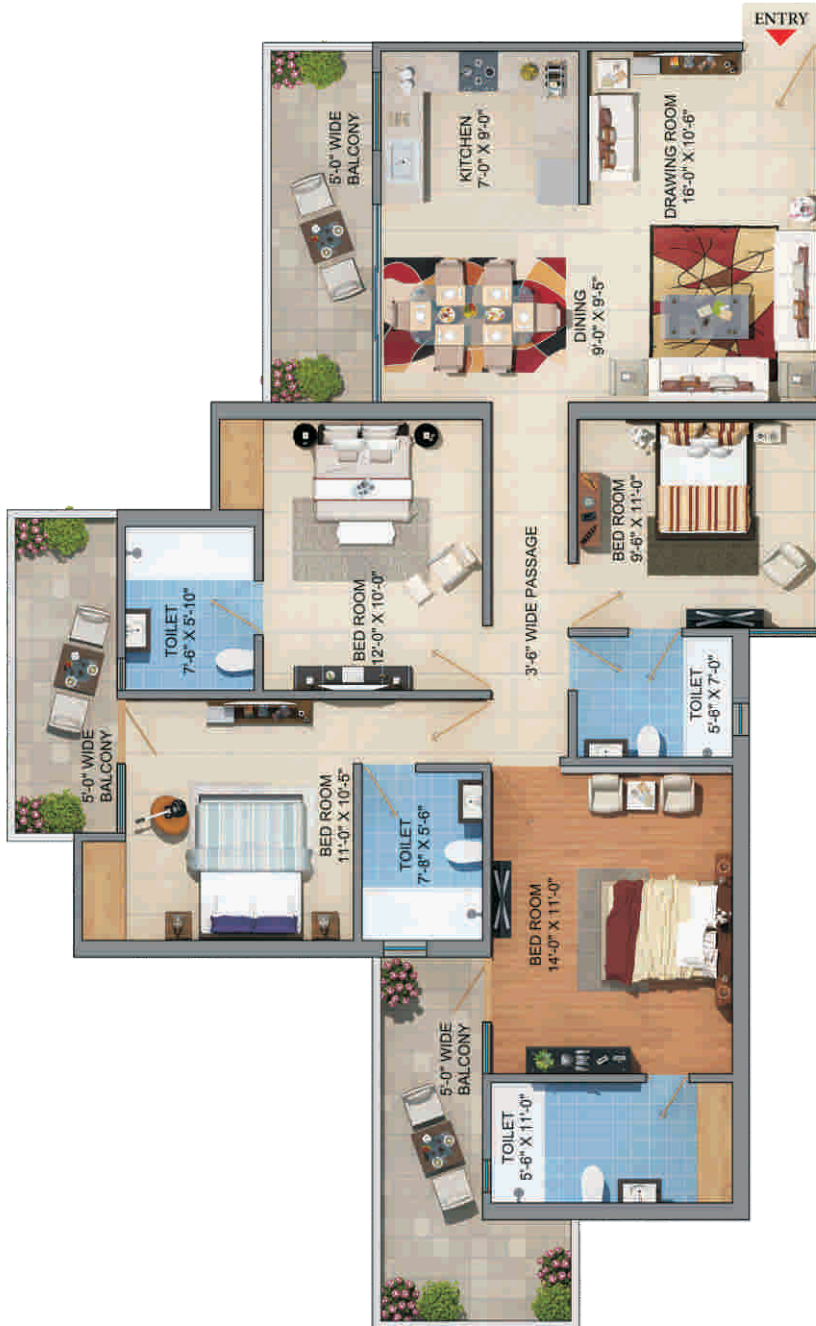 ENTRY
5'-0" WIDE
BALCONY
KITCHEN
7'-0" X 9'-0"
DRAWING ROOM
16'-0" X 10'-6"
DINING
9'-0" X 9'-5"
BED ROOM
12'-0" X 10'-0"
3'-6" WIDE PASSAGE
BED ROOM
9'-6" X 11'-0"
TOILET
7'-6" X 5'-10"
5'-0" WIDE
BALCONY
BED ROOM
11'-0" X 10'-5"
TOILET
7'-8" X 5'-6"
TOILET
5'-6" X 7'-0"
BED ROOM
14'-0" X 11'-0"
5'-0" WIDE
BALCONY
TOILET
5'-6" X 11'-0"